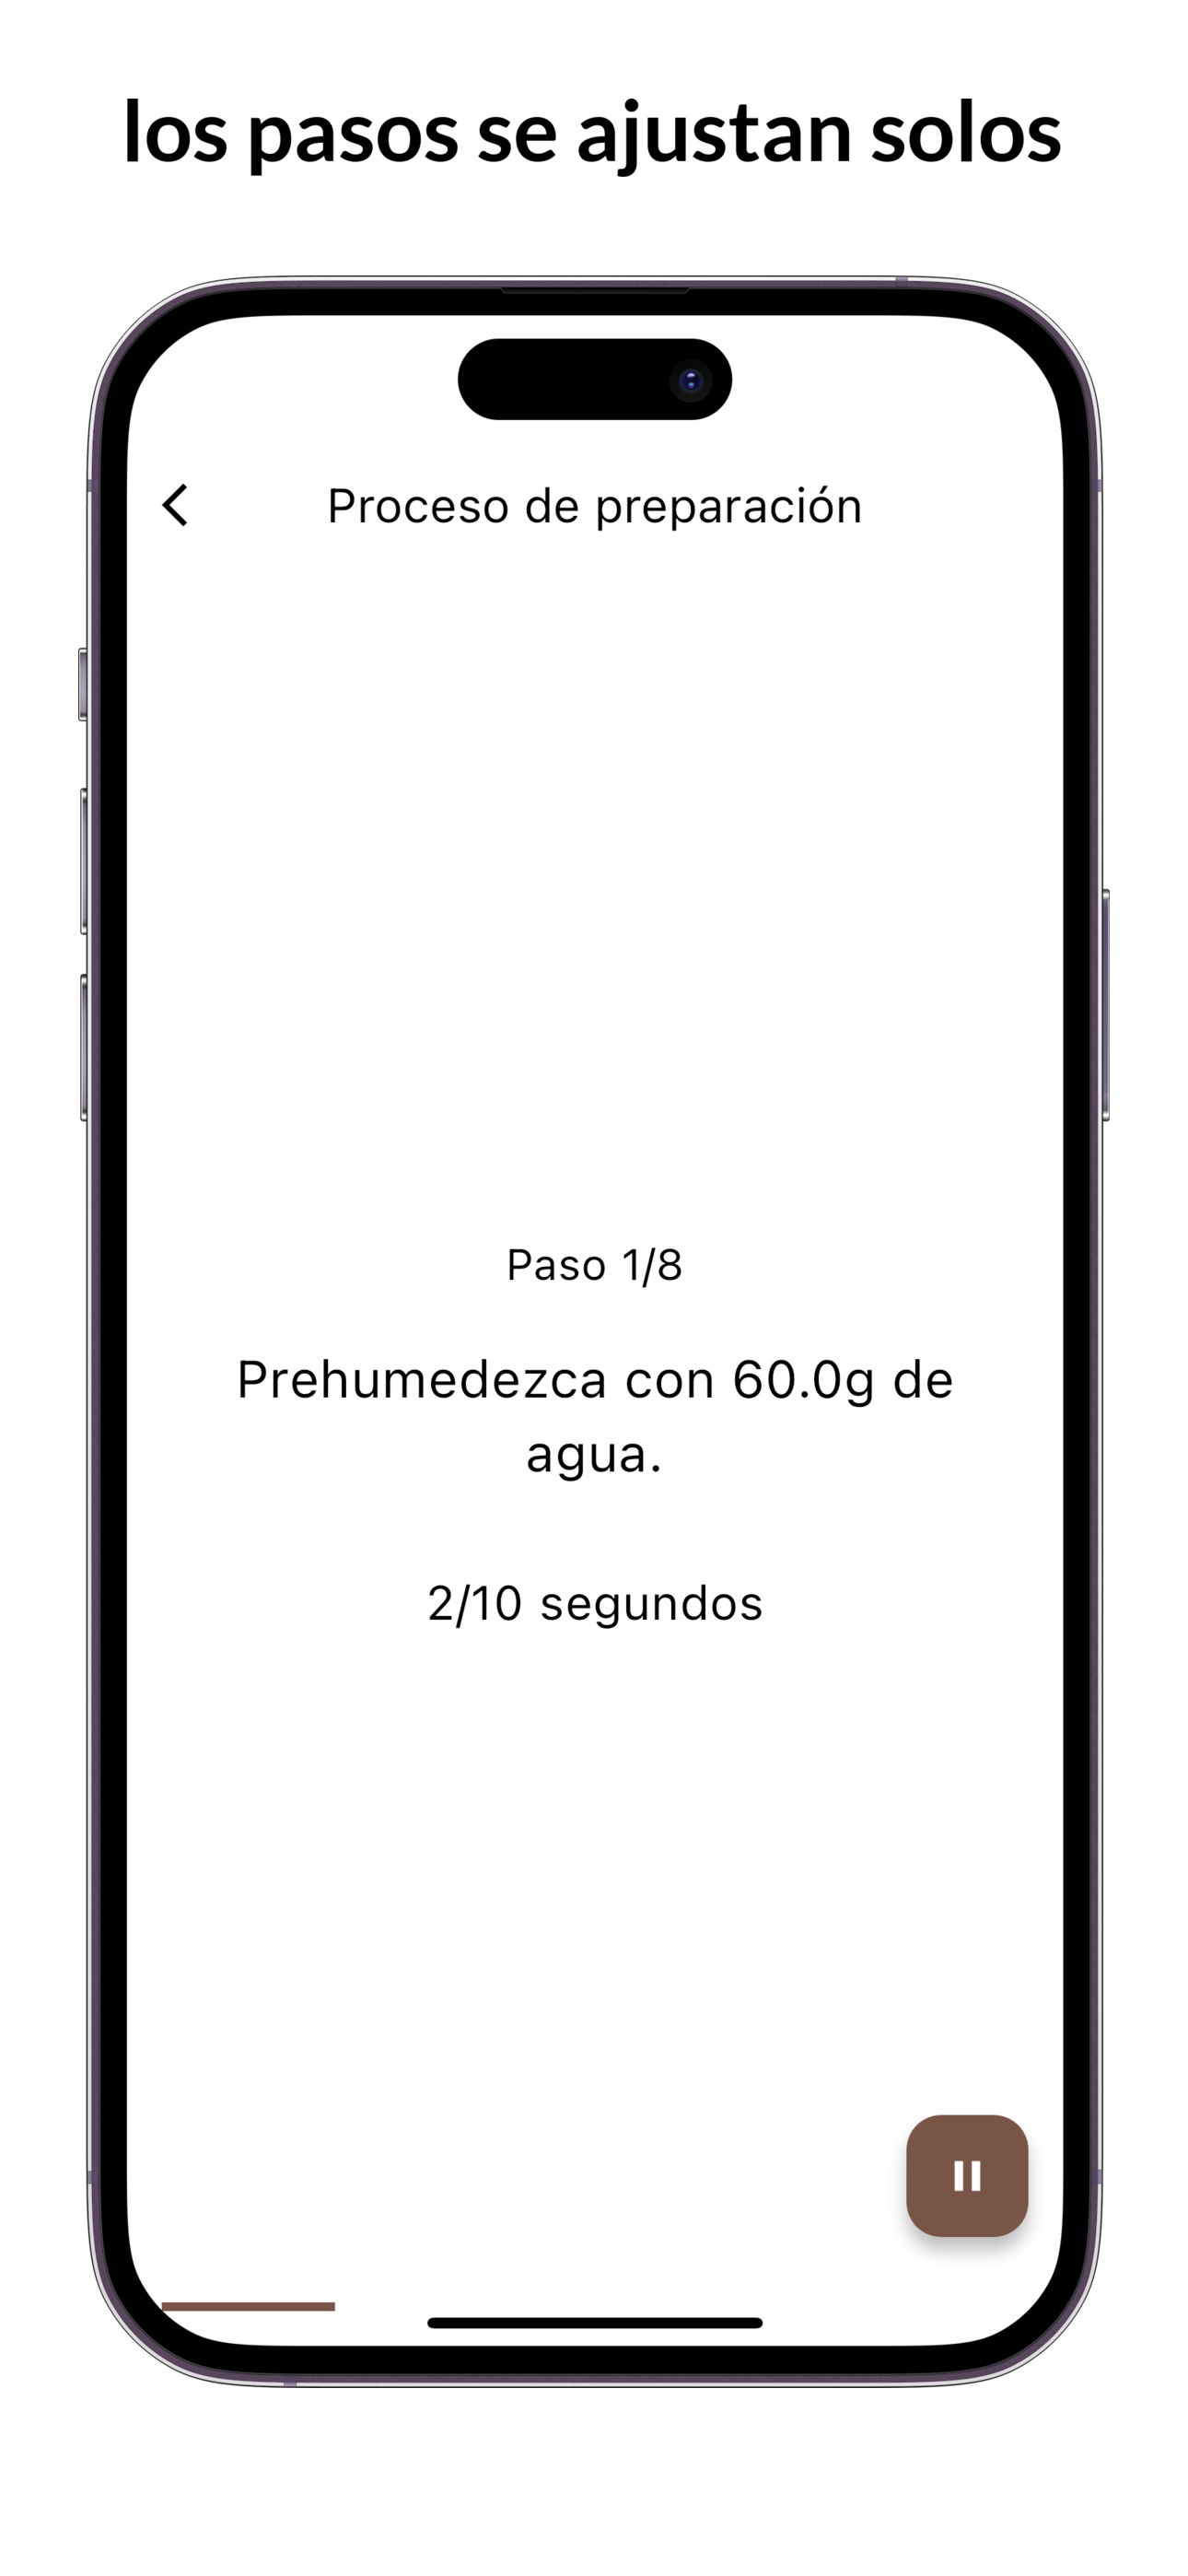 los pasos se ajustan solos
Proceso de preparación
Paso 1/8
Prehumedezca con 60.0g de
agua.
2/10 segundos